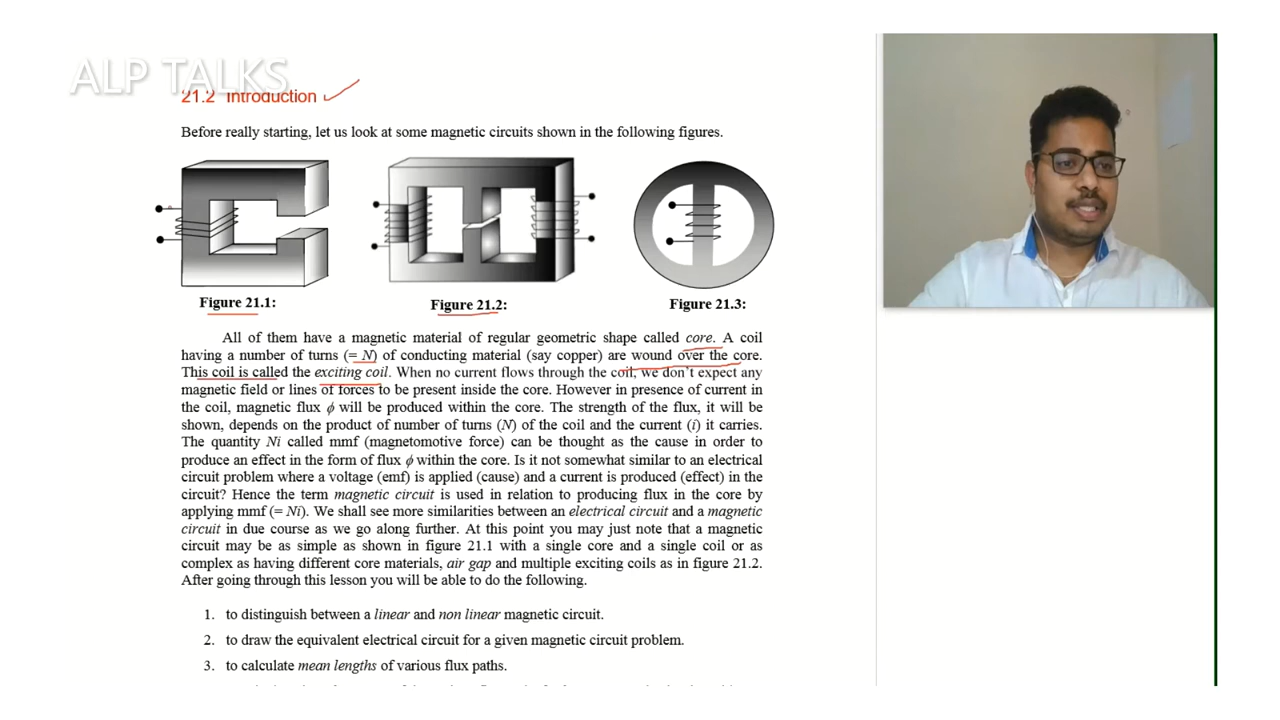 ALP TALKS
21.2 Introduction
Before really starting, let us look at some magnetic circuits shown in the following figures.
Figure 21.1:
Figure 21.2:
Figure 21.3:
All of them have a magnetic material of regular geometric shape called core. A coil
having a number of turns (= N) of conducting material (say copper) are wound over the core.
This coil is called the exciting coil. When no current flows through the coil, we don't expect any
magnetic field or lines of forces to be present inside the core. However in presence of current in
the coil, magnetic flux ϕ will be produced within the core. The strength of the flux, it will be
shown, depends on the product of number of turns (N) of the coil and the current (i) it carries.
The quantity Ni called mmf (magnetomotive force) can be thought as the cause in order to
produce an effect in the form of flux ϕ within the core. Is it not somewhat similar to an electrical
circuit problem where a voltage (emf) is applied (cause) and a current is produced (effect) in the
circuit? Hence the term magnetic circuit is used in relation to producing flux in the core by
applying mmf (= Ni). We shall see more similarities between an electrical circuit and a magnetic
circuit in due course as we go along further. At this point you may just note that a magnetic
circuit may be as simple as shown in figure 21.1 with a single core and a single coil or as
complex as having different core materials, air gap and multiple exciting coils as in figure 21.2.
After going through this lesson you will be able to do the following.
1. to distinguish between a linear and non linear magnetic circuit.
2. to draw the equivalent electrical circuit for a given magnetic circuit problem.
3. to calculate mean lengths of various flux paths.